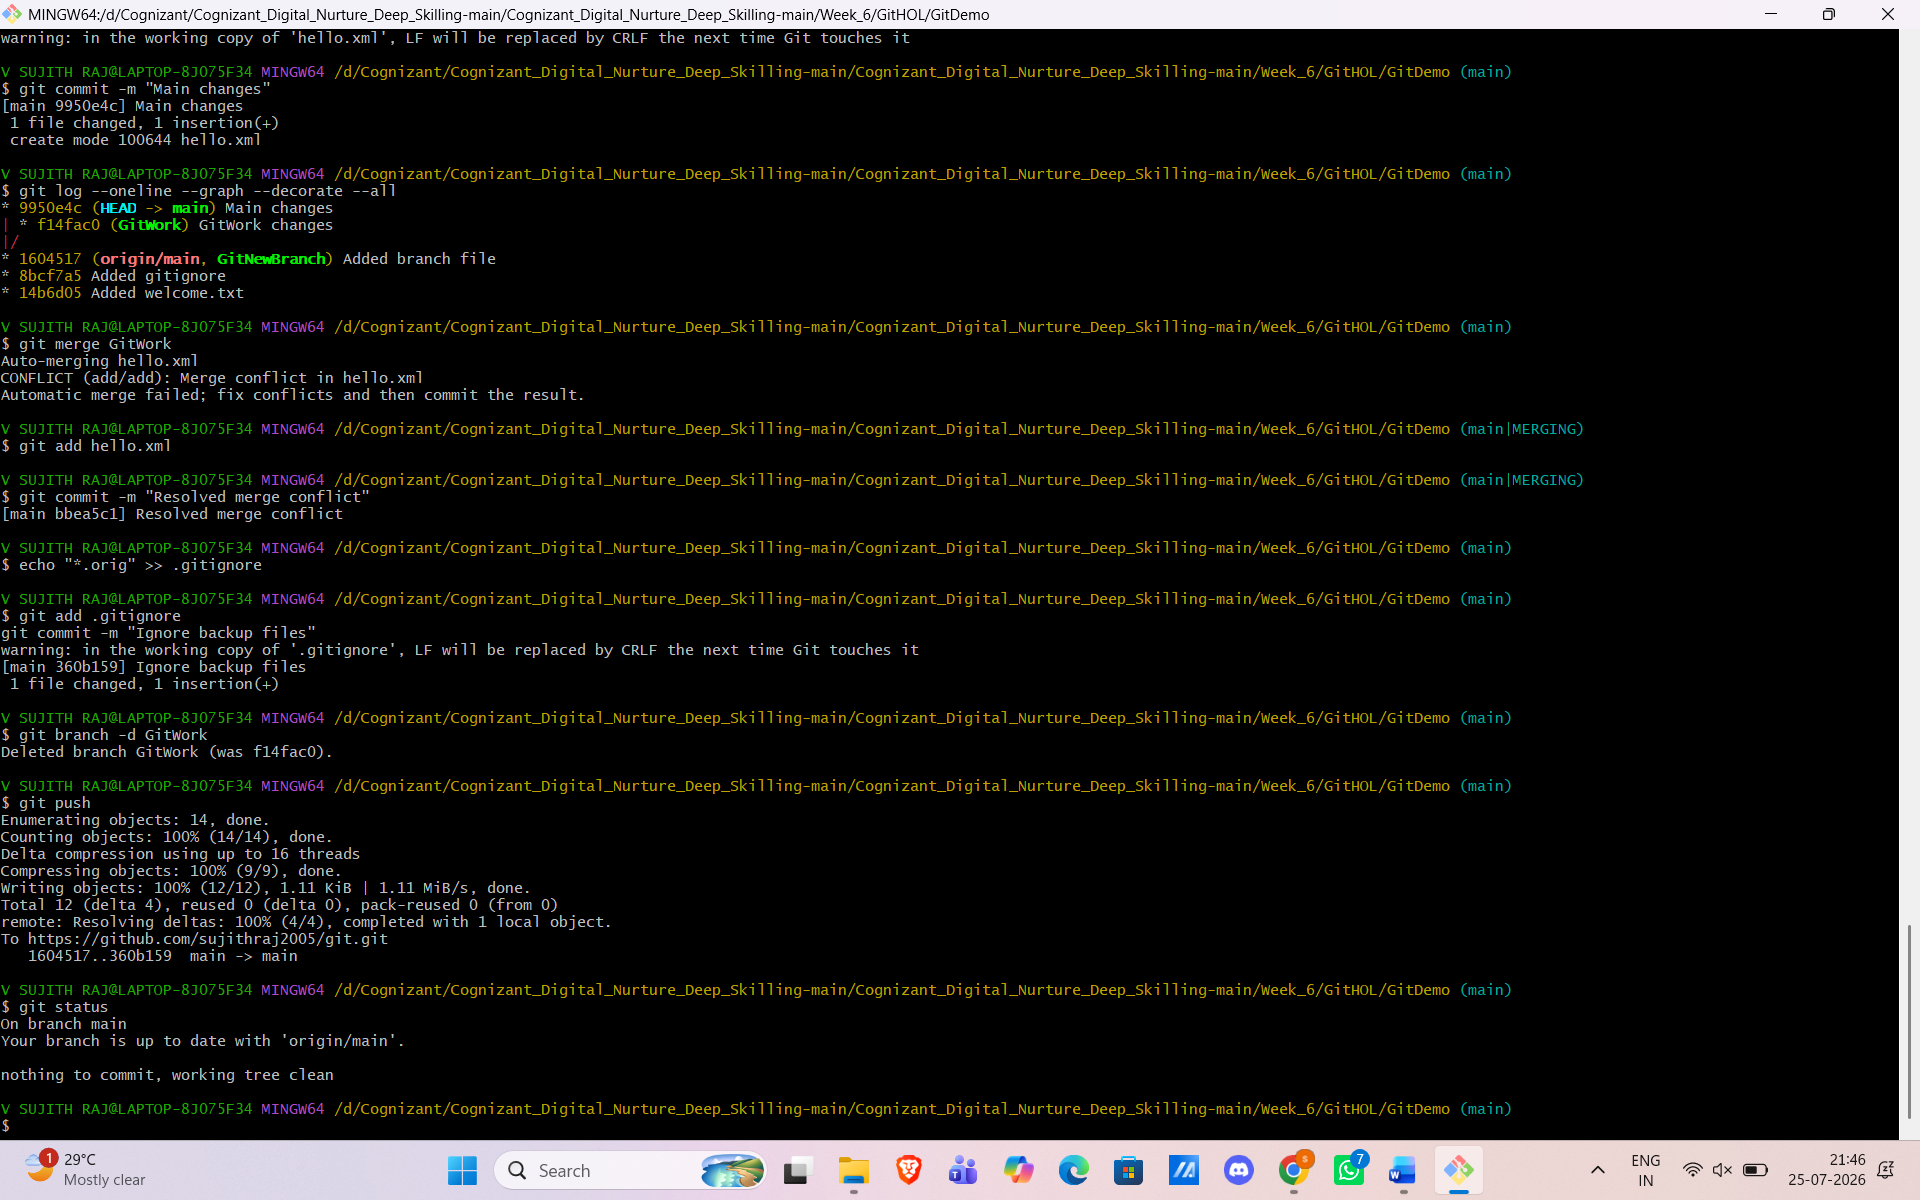 MINGW64:/d/Cognizant/Cognizant_Digital_Nurture_Deep_Skilling-main/Cognizant_Digital_Nurture_Deep_Skilling-main/Week_6/GitHOL/GitDemo
warning: in the working copy of 'hello.xml', LF will be replaced by CRLF the next time Git touches it
V SUJITH RAJ@LAPTOP-8JO75F34 MINGW64 /d/Cognizant/Cognizant_Digital_Nurture_Deep_Skilling-main/Cognizant_Digital_Nurture_Deep_Skilling-main/Week_6/GitHOL/GitDemo (main)
$ git commit -m "Main changes"
[main 9950e4c] Main changes
 1 file changed, 1 insertion(+)
 create mode 100644 hello.xml
V SUJITH RAJ@LAPTOP-8JO75F34 MINGW64 /d/Cognizant/Cognizant_Digital_Nurture_Deep_Skilling-main/Cognizant_Digital_Nurture_Deep_Skilling-main/Week_6/GitHOL/GitDemo (main)
$ git log --oneline --graph --decorate --all
* 9950e4c (HEAD -> main) Main changes
| * f14fac0 (GitWork) GitWork changes
|/
* 1604517 (origin/main, GitNewBranch) Added branch file
* 8bcf7a5 Added gitignore
* 14b6d05 Added welcome.txt
V SUJITH RAJ@LAPTOP-8JO75F34 MINGW64 /d/Cognizant/Cognizant_Digital_Nurture_Deep_Skilling-main/Cognizant_Digital_Nurture_Deep_Skilling-main/Week_6/GitHOL/GitDemo (main)
$ git merge GitWork
Auto-merging hello.xml
CONFLICT (add/add): Merge conflict in hello.xml
Automatic merge failed; fix conflicts and then commit the result.
V SUJITH RAJ@LAPTOP-8JO75F34 MINGW64 /d/Cognizant/Cognizant_Digital_Nurture_Deep_Skilling-main/Cognizant_Digital_Nurture_Deep_Skilling-main/Week_6/GitHOL/GitDemo (main|MERGING)
$ git add hello.xml
V SUJITH RAJ@LAPTOP-8JO75F34 MINGW64 /d/Cognizant/Cognizant_Digital_Nurture_Deep_Skilling-main/Cognizant_Digital_Nurture_Deep_Skilling-main/Week_6/GitHOL/GitDemo (main|MERGING)
$ git commit -m "Resolved merge conflict"
[main bbea5c1] Resolved merge conflict
V SUJITH RAJ@LAPTOP-8JO75F34 MINGW64 /d/Cognizant/Cognizant_Digital_Nurture_Deep_Skilling-main/Cognizant_Digital_Nurture_Deep_Skilling-main/Week_6/GitHOL/GitDemo (main)
$ echo "*.orig" >> .gitignore
V SUJITH RAJ@LAPTOP-8JO75F34 MINGW64 /d/Cognizant/Cognizant_Digital_Nurture_Deep_Skilling-main/Cognizant_Digital_Nurture_Deep_Skilling-main/Week_6/GitHOL/GitDemo (main)
$ git add .gitignore
git commit -m "Ignore backup files"
warning: in the working copy of '.gitignore', LF will be replaced by CRLF the next time Git touches it
[main 360b159] Ignore backup files
 1 file changed, 1 insertion(+)
V SUJITH RAJ@LAPTOP-8JO75F34 MINGW64 /d/Cognizant/Cognizant_Digital_Nurture_Deep_Skilling-main/Cognizant_Digital_Nurture_Deep_Skilling-main/Week_6/GitHOL/GitDemo (main)
$ git branch -d GitWork
Deleted branch GitWork (was f14fac0).
V SUJITH RAJ@LAPTOP-8JO75F34 MINGW64 /d/Cognizant/Cognizant_Digital_Nurture_Deep_Skilling-main/Cognizant_Digital_Nurture_Deep_Skilling-main/Week_6/GitHOL/GitDemo (main)
$ git push
Enumerating objects: 14, done.
Counting objects: 100% (14/14), done.
Delta compression using up to 16 threads
Compressing objects: 100% (9/9), done.
Writing objects: 100% (12/12), 1.11 KiB | 1.11 MiB/s, done.
Total 12 (delta 4), reused 0 (delta 0), pack-reused 0 (from 0)
remote: Resolving deltas: 100% (4/4), completed with 1 local object.
To https://github.com/sujithraj2005/git.git
   1604517..360b159  main -> main
V SUJITH RAJ@LAPTOP-8JO75F34 MINGW64 /d/Cognizant/Cognizant_Digital_Nurture_Deep_Skilling-main/Cognizant_Digital_Nurture_Deep_Skilling-main/Week_6/GitHOL/GitDemo (main)
$ git status
On branch main
Your branch is up to date with 'origin/main'.
nothing to commit, working tree clean
V SUJITH RAJ@LAPTOP-8JO75F34 MINGW64 /d/Cognizant/Cognizant_Digital_Nurture_Deep_Skilling-main/Cognizant_Digital_Nurture_Deep_Skilling-main/Week_6/GitHOL/GitDemo (main)
$
1
29°C
Mostly clear
Search
7
ENG
IN
21:46
25-07-2026